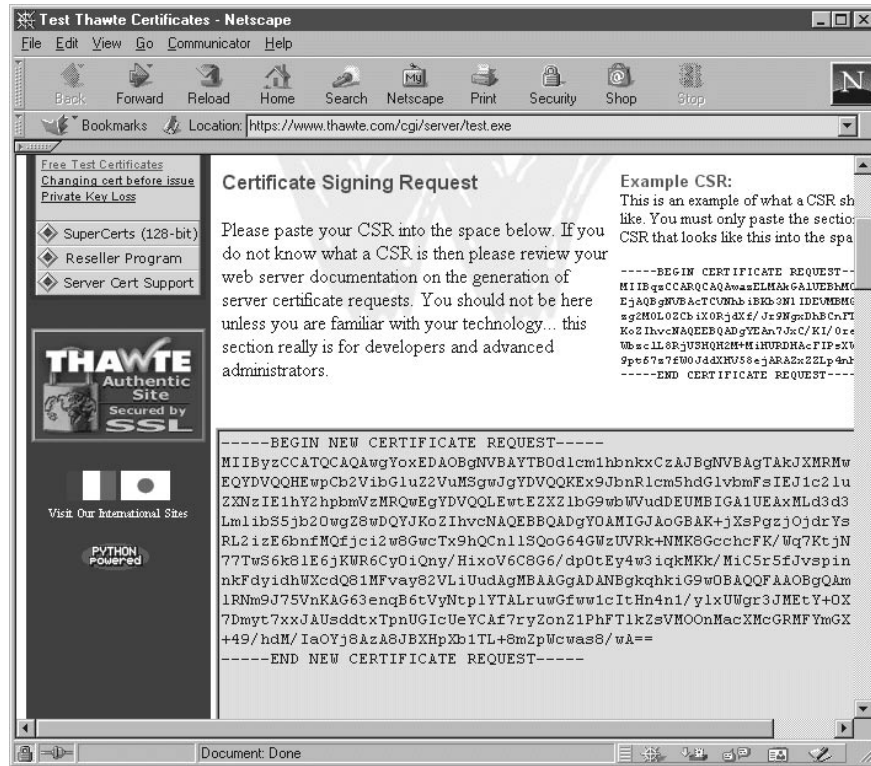 Test Thawte Certificates - Netscape
File Edit View Go Communicator Help
Back Forward Reload Home Search Netscape Print Security Shop Stop
N
Bookmarks Location: https://www.thawte.com/cgi/server/test.exe
Free Test Certificates
Changing cert before issue
Private Key Loss
SuperCerts (128-bit)
Reseller Program
Server Cert Support
THAWTE
Authentic
Site
Secured by
SSL
Visit Our International Sites
PYTHON
Powered
Certificate Signing Request
Please paste your CSR into the space below. If you
do not know what a CSR is then please review your
web server documentation on the generation of
server certificate requests. You should not be here
unless you are familiar with your technology... this
section really is for developers and advanced
administrators.
Example CSR:
This is an example of what a CSR sh
like. You must only paste the sectio
CSR that looks like this into the spa
-----BEGIN CERTIFICATE REQUEST--
-----END CERTIFICATE REQUEST----
-----BEGIN NEW CERTIFICATE REQUEST-----
MIIByzCCATQCAQAwgYoxEDAOBgNVBAYTB0dlcm1hbnkxCzAJBgNVBAgTAkJXMRMw
EQYDVQQHEwpCb2VibGluZ2VuMSgwJgYDVQQKEx9JbnRlcm5hdGlvbmFsIEJ1c2lu
ZXNzIE1hY2hpbmVzMRQwEgYDVQQLEwtEZXZlbG9wbWVudDEUMBIGA1UEAxMLd3d3
LmlibS5jb20wgZ8wDQYJKoZIhvcNAQEBBQADgY0AMIGJAoGBAK+jXsPgzjOjdrYs
RL2izE6bnfMQfjci2w8GwcTx9hQCnllSQoG64GWzUVRk+NMK8GcchcFK/Wq7KtjN
77TwS6k8lE6jKWR6CyOiQny/HixoV6C8G6/dpOtEy4w3iqkMKk/MiC5r5fJvspin
nkFdyidhWXcdQ81MFvay82VLiUudAgMBAAGgADANBgkqhkiG9w0BAQQFAAOBgQAm
1RNm9J75VnKAG63enqB6tVyNtplYTALruwGfww1cItHn4n1/ylxUWgr3JMEtY+OX
7Dmyt7xxJAUsddtxTpnUGIcUeYCAf7ryZonZ1PhFTlkZsVMOOnMacXMcGRMFYmGX
+49/hdM/IaOYj8AzA8JBXHpXb1TL+8mZpWcwas8/wA==
-----END NEW CERTIFICATE REQUEST-----
Document: Done